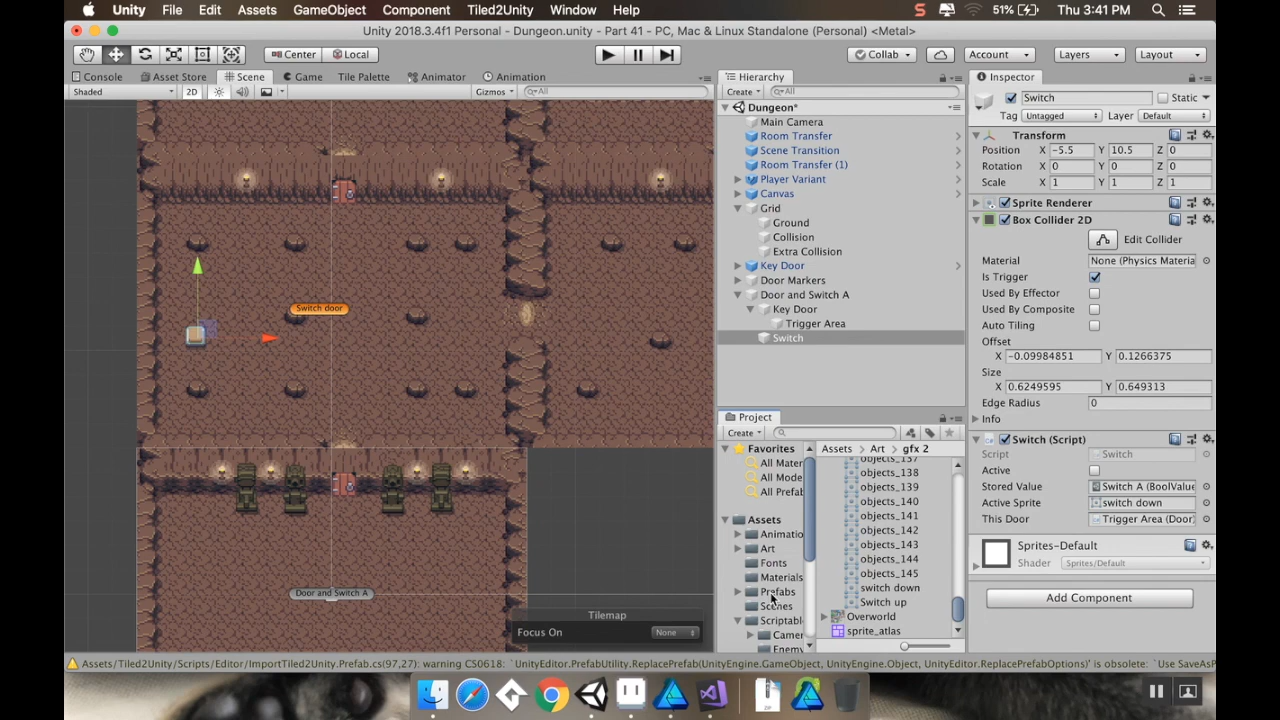 Unity File Edit Assets GameObject Component Tiled2Unity Window Help S 51% Thu 3:41 PM
Unity 2018.3.4f1 Personal - Dungeon.unity - Part 41 - PC, Mac & Linux Standalone (Personal) <Metal>
Center Local Collab Account Layers Layout
Console Asset Store Scene Game Tile Palette Animator Animation
Shaded 2D Gizmos All
Switch door
Door and Switch A
Tilemap
Focus On None
Hierarchy
Create All
Dungeon*
Main Camera
Room Transfer
Scene Transition
Room Transfer (1)
Player Variant
Canvas
Grid
Ground
Collision
Extra Collision
Key Door
Door Markers
Door and Switch A
Key Door
Trigger Area
Switch
Project
Create
Favorites
All Mater
All Mode
All Prefab
Assets
Animatio
Art
Fonts
Materials
Prefabs
Scenes
Scriptabl
Camer
Enemy
Assets Art gfx 2
objects_137
objects_138
objects_139
objects_140
objects_141
objects_142
objects_143
objects_144
objects_145
switch down
Switch up
Overworld
sprite_atlas
Inspector
Switch Static
Tag Untagged Layer Default
Transform
Position X -5.5 Y 10.5 Z 0
Rotation X 0 Y 0 Z 0
Scale X 1 Y 1 Z 1
Sprite Renderer
Box Collider 2D
Edit Collider
Material None (Physics Materia
Is Trigger
Used By Effector
Used By Composite
Auto Tiling
Offset
X -0.09984851 Y 0.1266375
Size
X 0.6249595 Y 0.649313
Edge Radius 0
Info
Switch (Script)
Script Switch
Active
Stored Value Switch A (BoolValue
Active Sprite switch down
This Door Trigger Area (Door)
Sprites-Default
Shader Sprites/Default
Add Component
Assets/Tiled2Unity/Scripts/Editor/ImportTiled2Unity.Prefab.cs(97,27): warning CS0618: `UnityEditor.PrefabUtility.ReplacePrefab(UnityEngine.GameObject, UnityEngine.Object, UnityEditor.ReplacePrefabOptions)' is obsolete: `Use SaveAsP